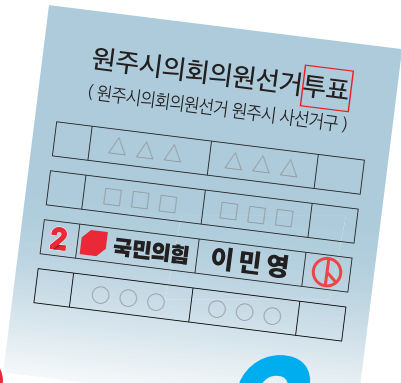 원주시의회의원선거투표
( 원주시의회의원선거 원주시 사선거구 )
△ △ △ △ △ △
□ □ □ □ □ □
2 국민의힘 이민영
○ ○ ○ ○ ○ ○